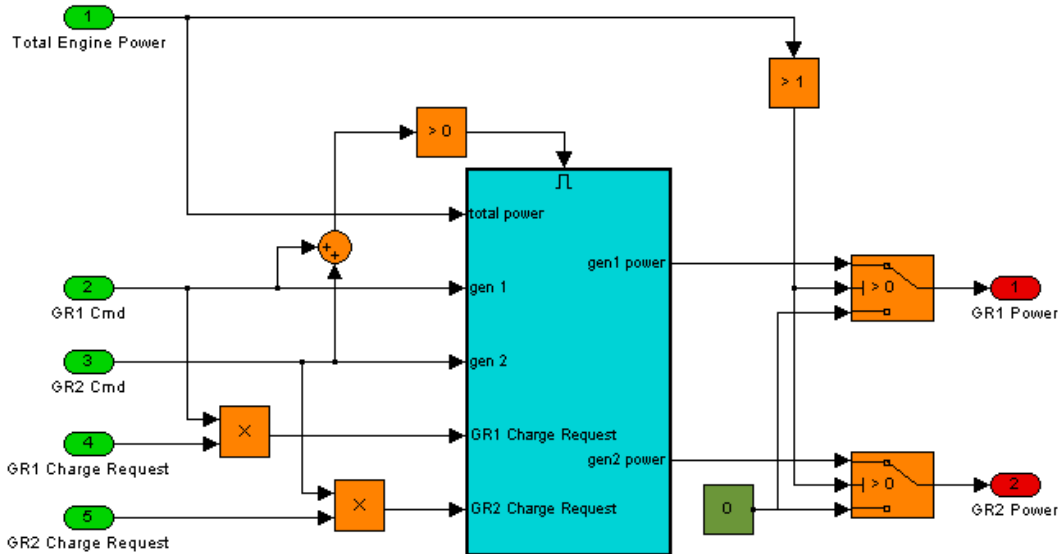 1
Total Engine Power
> 1
> 0
total power
+
+
gen1 power
2
gen 1
> 0
1
GR1 Cmd
GR1 Power
3
gen 2
GR2 Cmd
×
4
GR1 Charge Request
GR1 Charge Request
gen2 power
> 0
2
GR2 Power
×
5
GR2 Charge Request
GR2 Charge Request
0